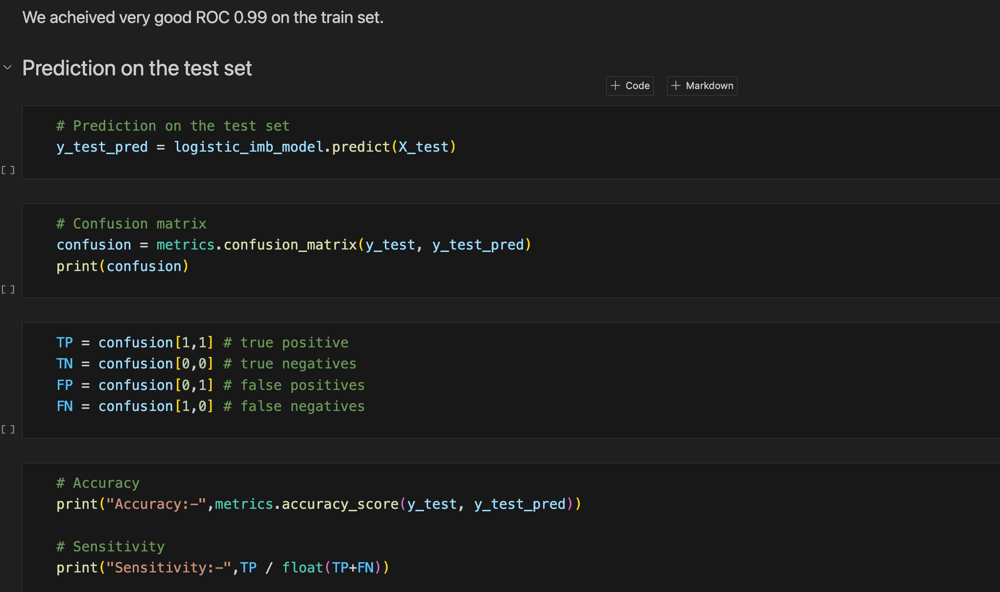 We acheived very good ROC 0.99 on the train set.
Prediction on the test set
+ Code + Markdown
# Prediction on the test set
y_test_pred = logistic_imb_model.predict(X_test)
[ ]
# Confusion matrix
confusion = metrics.confusion_matrix(y_test, y_test_pred)
print(confusion)
[ ]
TP = confusion[1,1] # true positive
TN = confusion[0,0] # true negatives
FP = confusion[0,1] # false positives
FN = confusion[1,0] # false negatives
[ ]
# Accuracy
print("Accuracy:-",metrics.accuracy_score(y_test, y_test_pred))
# Sensitivity
print("Sensitivity:-",TP / float(TP+FN))